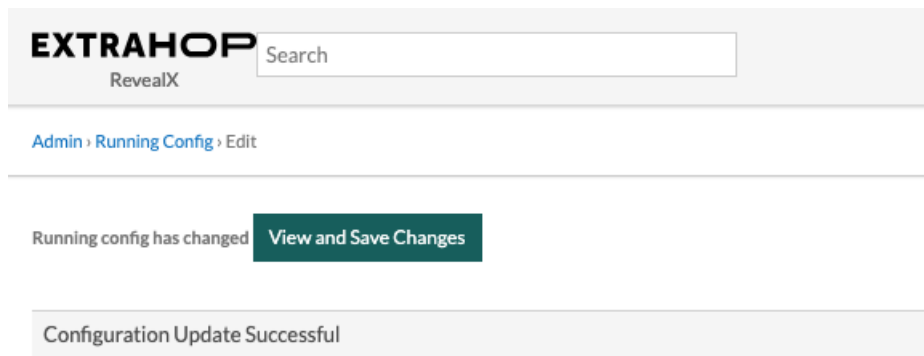 EXTRAHOP
Search
RevealX
Admin › Running Config › Edit
Running config has changed View and Save Changes
Configuration Update Successful